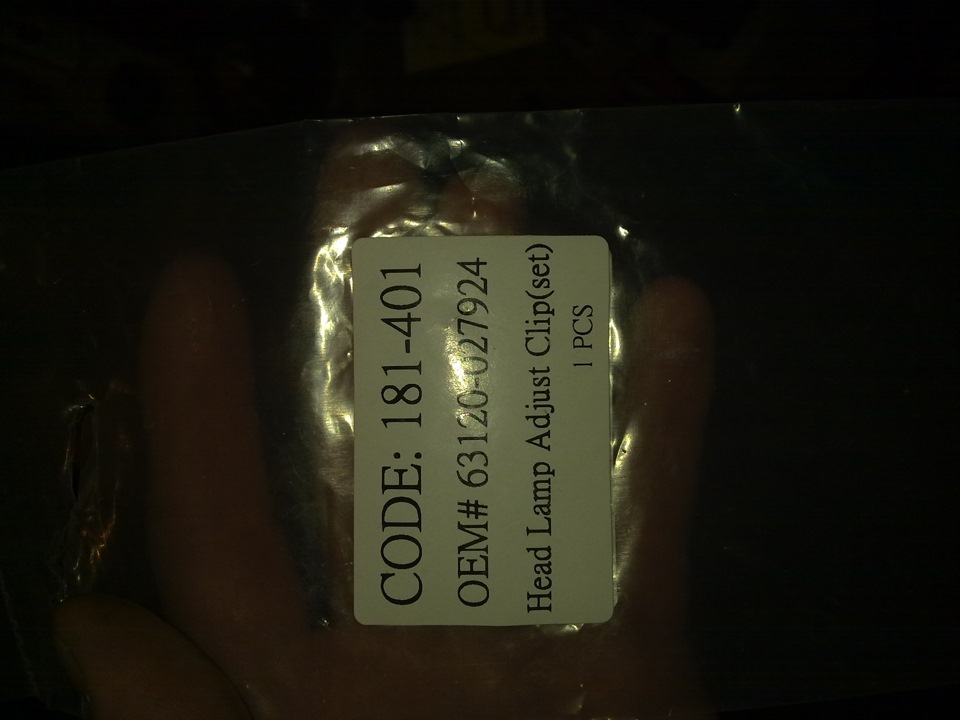 CODE: 181-401
OEM# 63120-027924
Head Lamp Adjust Clip(set)
1 PCS